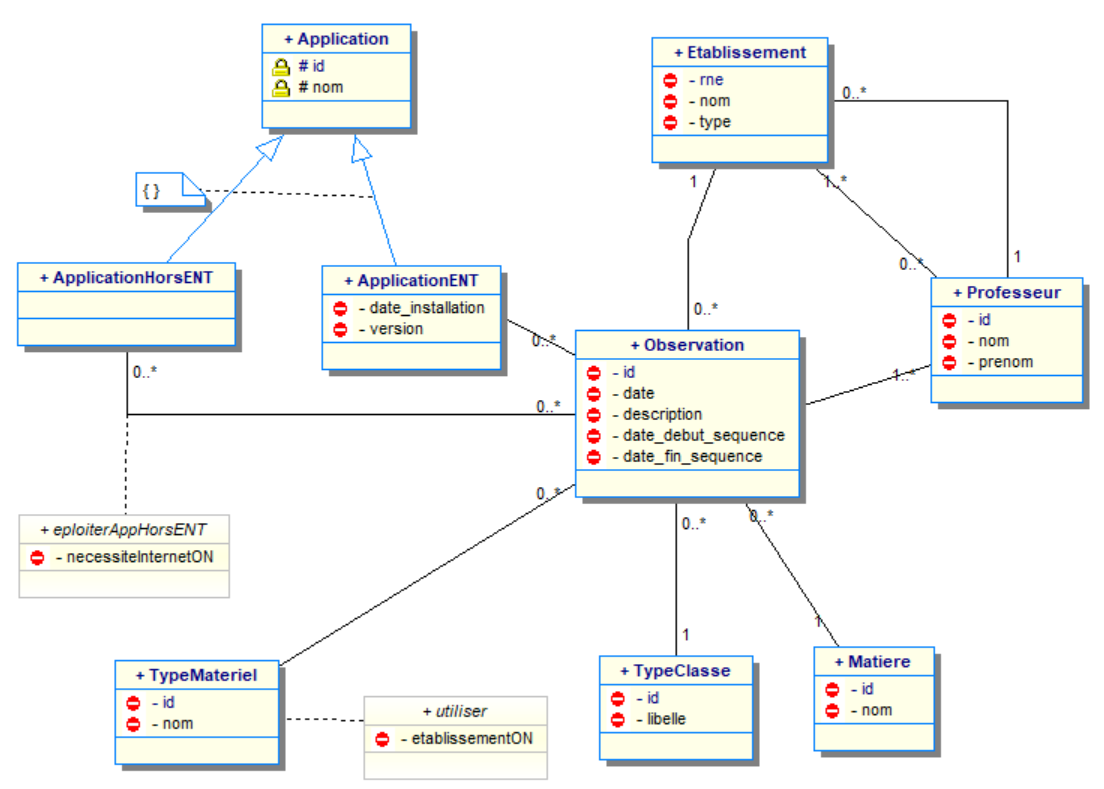 + Application
# id
# nom
+ Etablissement
- rne
- nom
- type
0..*
1
1..*
{ }
0..*
1
+ ApplicationHorsENT
+ ApplicationENT
- date_installation
- version
+ Professeur
- id
- nom
- prenom
0..*
0..*
+ Observation
- id
- date
- description
- date_debut_sequence
- date_fin_sequence
1..*
0..*
0..*
0..*
+ eploiterAppHorsENT
- necessiteInternetON
0..*
0..*
1
1
+ TypeMateriel
- id
- nom
+ utiliser
- etablissementON
+ TypeClasse
- id
- libelle
+ Matiere
- id
- nom